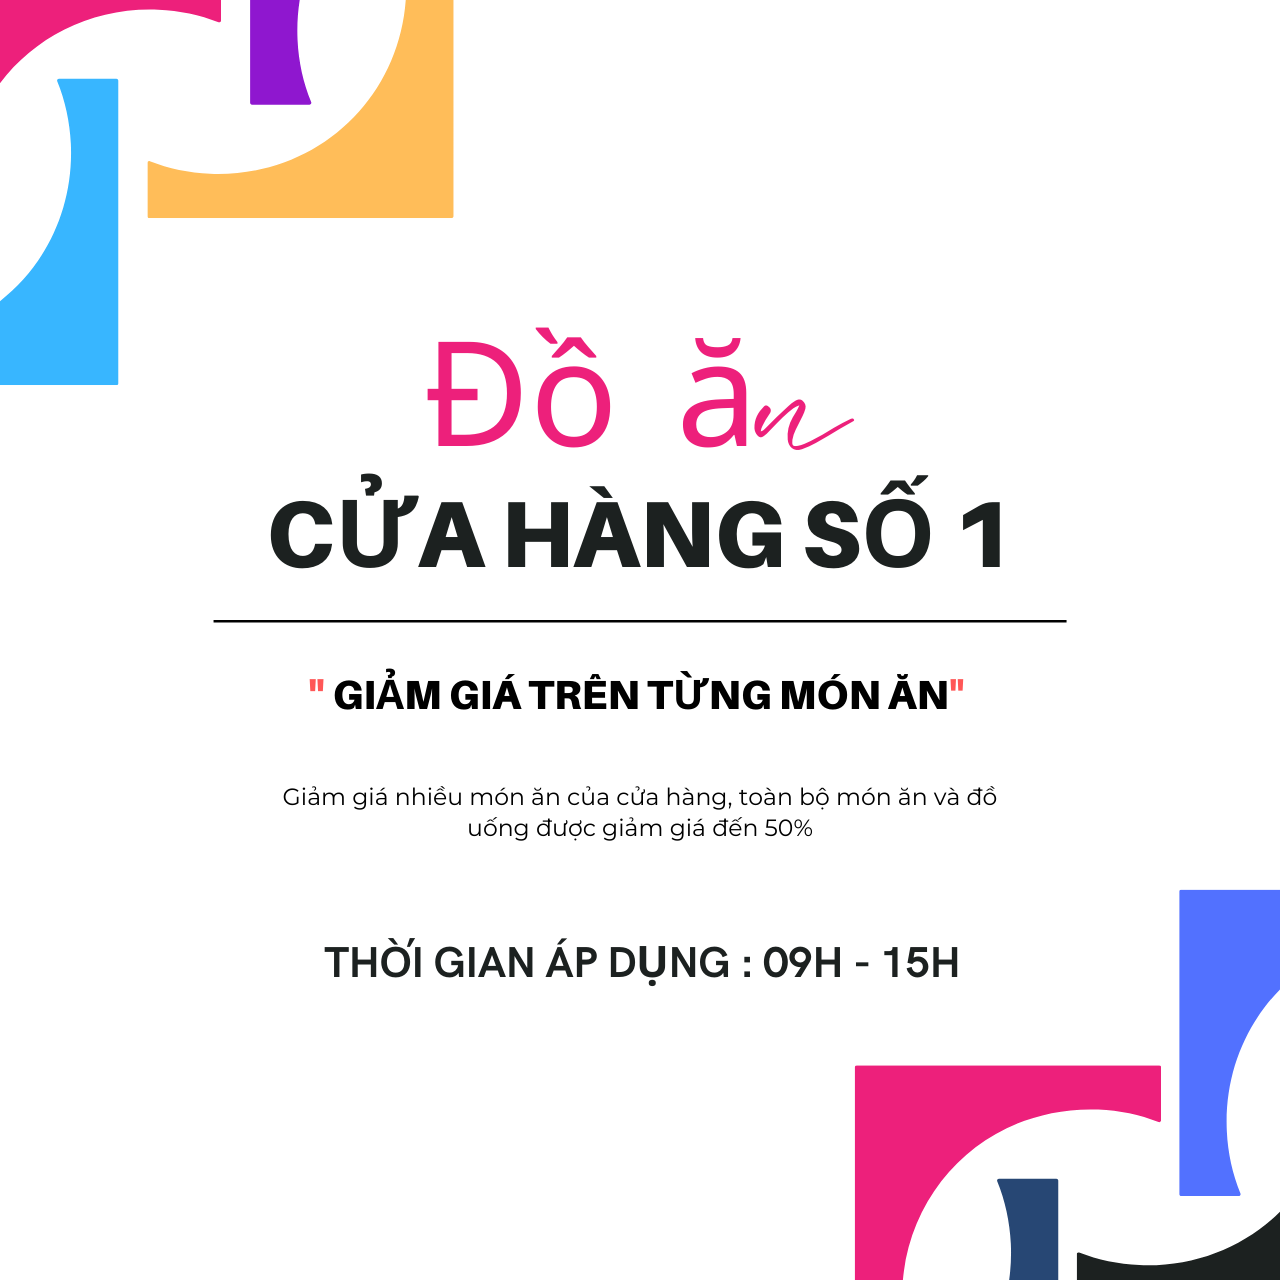 Đồ ăn
CỬA HÀNG SỐ 1
" GIẢM GIÁ TRÊN TỪNG MÓN ĂN"
Giảm giá nhiều món ăn của cửa hàng, toàn bộ món ăn và đồ
uống được giảm giá đến 50%
THỜI GIAN ÁP DỤNG : 09H - 15H